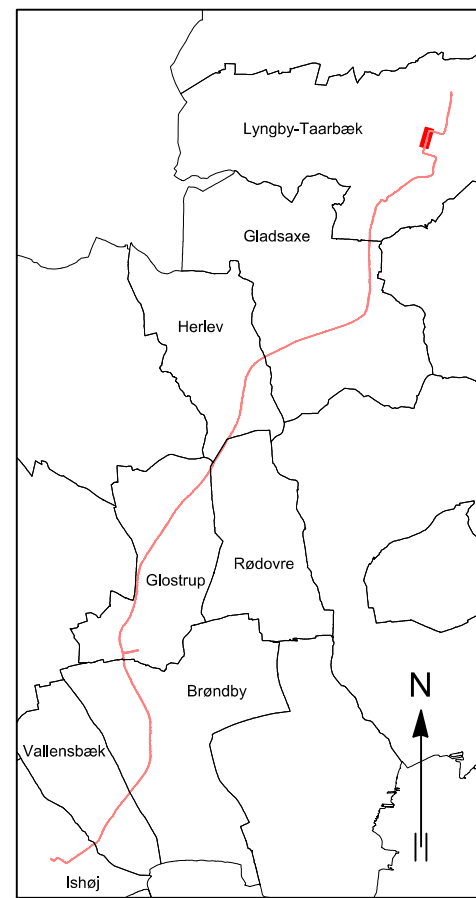 Lyngby-Taarbæk
Gladsaxe
Herlev
Rødovre
Glostrup
Brøndby
N
Vallensbæk
Ishøj